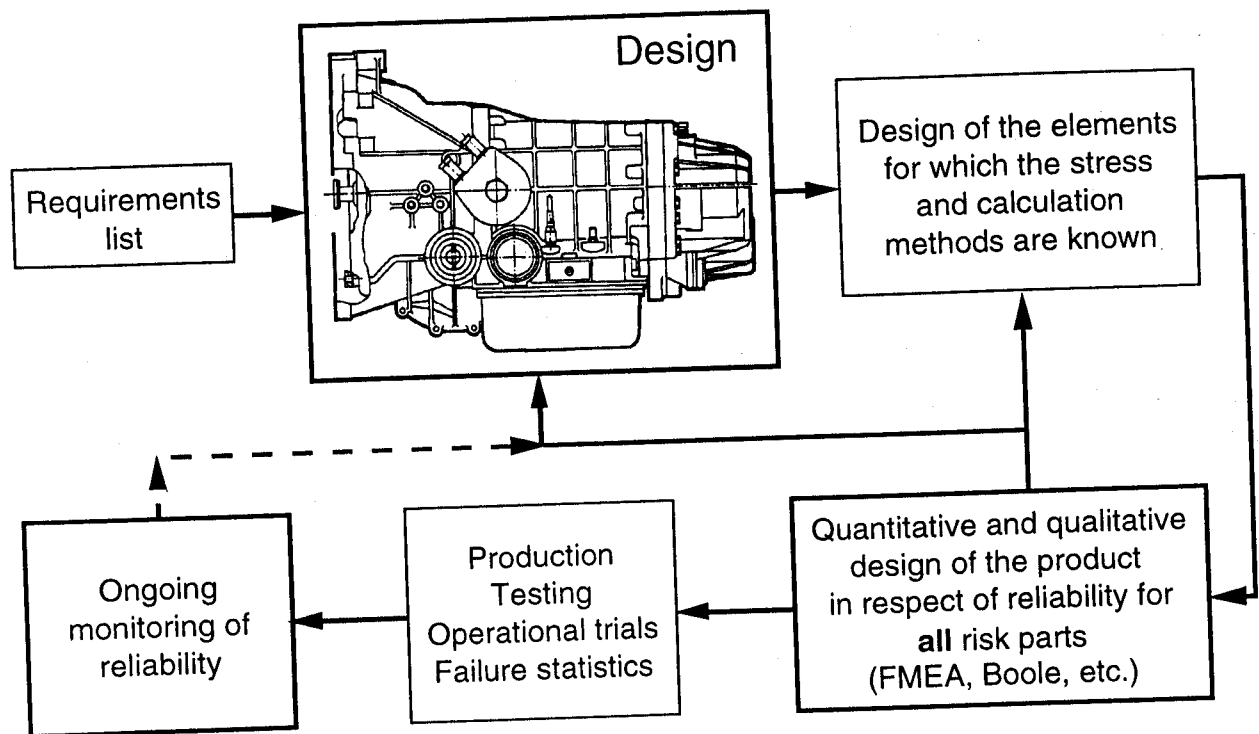 Design
Requirements
list
Design of the elements
for which the stress
and calculation
methods are known
Quantitative and qualitative
design of the product
in respect of reliability for
all risk parts
(FMEA, Boole, etc.)
Production
Testing
Operational trials
Failure statistics
Ongoing
monitoring of
reliability